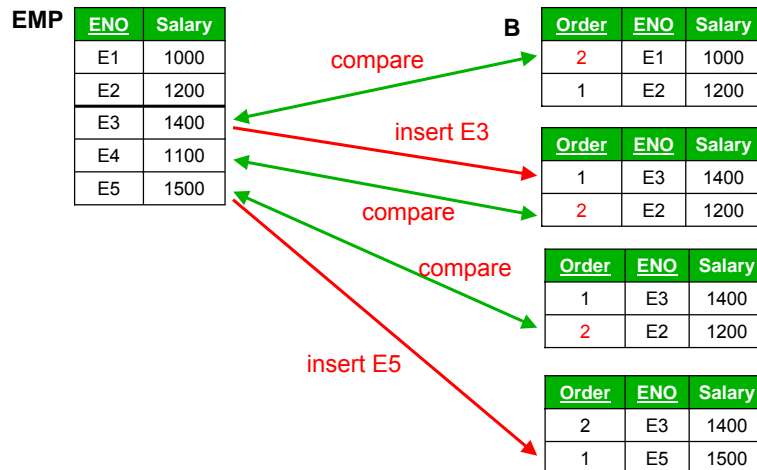 EMP
ENO Salary
E1 1000
E2 1200
E3 1400
E4 1100
E5 1500
compare
insert E3
compare
compare
insert E5
B
Order ENO Salary
2 E1 1000
1 E2 1200
Order ENO Salary
1 E3 1400
2 E2 1200
Order ENO Salary
1 E3 1400
2 E2 1200
Order ENO Salary
2 E3 1400
1 E5 1500